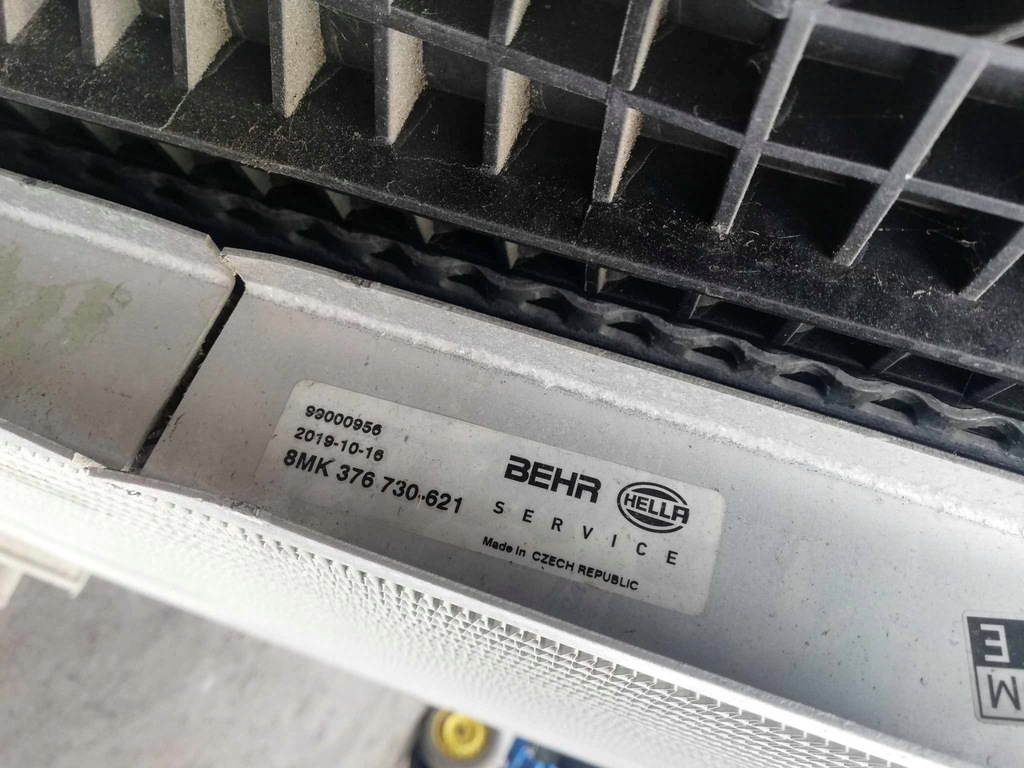 99000956
2019-10-16
8MK 376 730-621
BEHR HELLA
SERVICE
Made in CZECH REPUBLIC
M
E